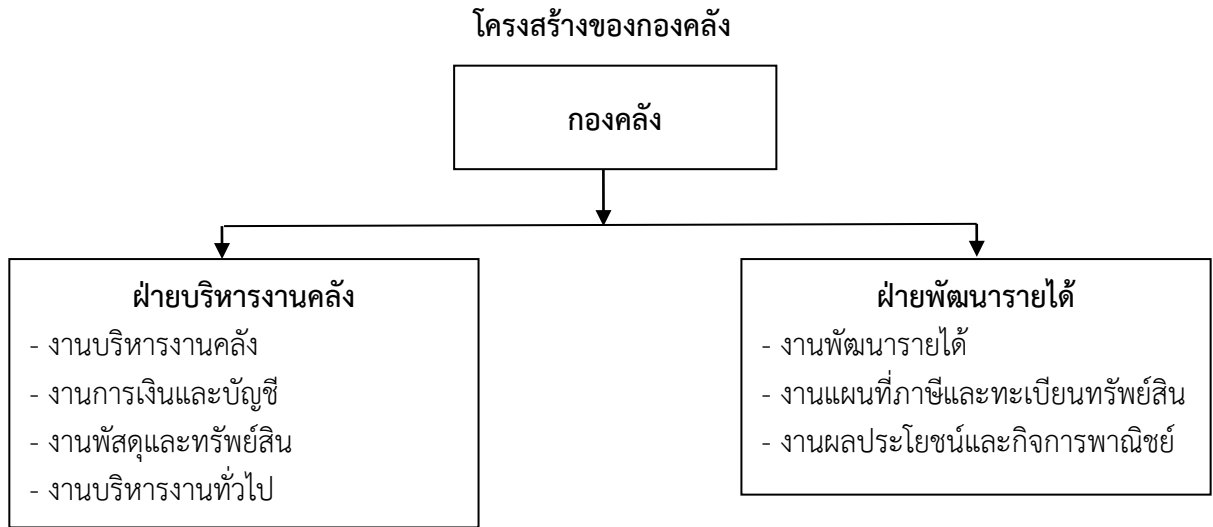 โครงสร้างของกองคลัง
กองคลัง
ฝ่ายบริหารงานคลัง
- งานบริหารงานคลัง
- งานการเงินและบัญชี
- งานพัสดุและทรัพย์สิน
- งานบริหารงานทั่วไป
ฝ่ายพัฒนารายได้
- งานพัฒนารายได้
- งานแผนที่ภาษีและทะเบียนทรัพย์สิน
- งานผลประโยชน์และกิจการพาณิชย์